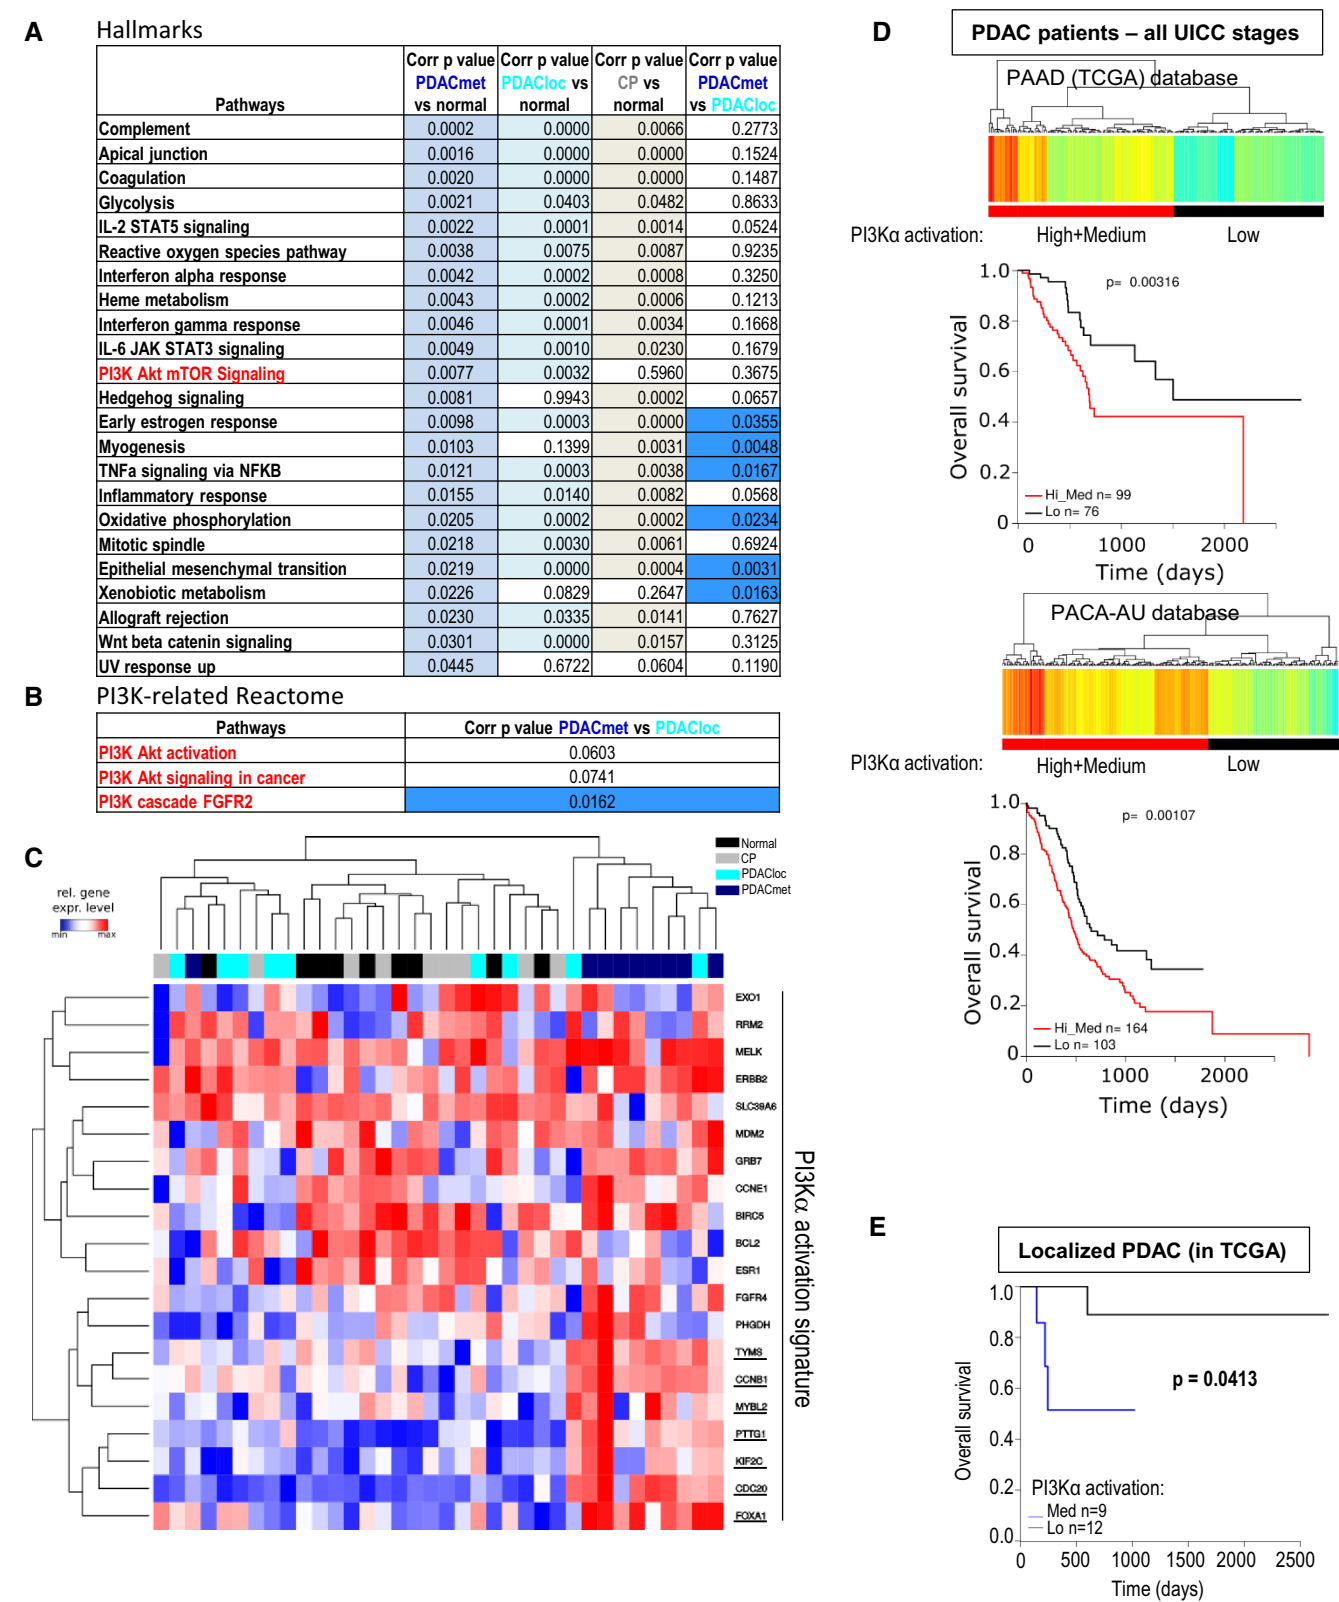 A
Hallmarks
Pathways | Corr p value PDACmet vs normal | Corr p value PDACloc vs normal | Corr p value CP vs normal | Corr p value PDACmet vs PDACloc
Complement 0.0002 0.0000 0.0066 0.2773
Apical junction 0.0016 0.0000 0.0000 0.1524
Coagulation 0.0020 0.0000 0.0000 0.1487
Glycolysis 0.0021 0.0403 0.0482 0.8633
IL-2 STAT5 signaling 0.0022 0.0001 0.0014 0.0524
Reactive oxygen species pathway 0.0038 0.0075 0.0087 0.9235
Interferon alpha response 0.0042 0.0002 0.0008 0.3250
Heme metabolism 0.0043 0.0002 0.0006 0.1213
Interferon gamma response 0.0046 0.0001 0.0034 0.1668
IL-6 JAK STAT3 signaling 0.0049 0.0010 0.0230 0.1679
PI3K Akt mTOR Signaling 0.0077 0.0032 0.5960 0.3675
Hedgehog signaling 0.0081 0.9943 0.0002 0.0657
Early estrogen response 0.0098 0.0003 0.0000 0.0355
Myogenesis 0.0103 0.1399 0.0031 0.0048
TNFa signaling via NFKB 0.0121 0.0003 0.0038 0.0167
Inflammatory response 0.0155 0.0140 0.0082 0.0568
Oxidative phosphorylation 0.0205 0.0002 0.0002 0.0234
Mitotic spindle 0.0218 0.0030 0.0061 0.6924
Epithelial mesenchymal transition 0.0219 0.0000 0.0004 0.0031
Xenobiotic metabolism 0.0226 0.0829 0.2647 0.0163
Allograft rejection 0.0230 0.0335 0.0141 0.7627
Wnt beta catenin signaling 0.0301 0.0000 0.0157 0.3125
UV response up 0.0445 0.6722 0.0604 0.1190
B
PI3K-related Reactome
Pathways Corr p value PDACmet vs PDACloc
PI3K Akt activation 0.0603
PI3K Akt signaling in cancer 0.0741
PI3K cascade FGFR2 0.0162
C
rel. gene
expr. level
min max
Normal
CP
PDACloc
PDACmet
EXO1
RRM2
MELK
ERBB2
SLC39A6
MDM2
GRB7
CCNE1
BIRC5
BCL2
ESR1
FGFR4
PHGDH
TYMS
CCNB1
MYBL2
PTTG1
KIF2C
CDC20
FOXA1
PI3Kα activation signature
D
PDAC patients – all UICC stages
PAAD (TCGA) database
PI3Kα activation: High+Medium Low
Overall survival
1.0
0.8
0.6
0.4
0.2
0
p= 0.00316
Hi_Med n= 99
Lo n= 76
0 1000 2000
Time (days)
PACA-AU database
PI3Kα activation: High+Medium Low
Overall survival
1.0
0.8
0.6
0.4
0.2
0
p= 0.00107
Hi_Med n= 164
Lo n= 103
0 1000 2000
Time (days)
E
Localized PDAC (in TCGA)
Overall survival
1.0
0.8
0.6
0.4
0.2
0.0
p = 0.0413
PI3Kα activation:
Med n=9
Lo n=12
0 500 1000 1500 2000 2500
Time (days)